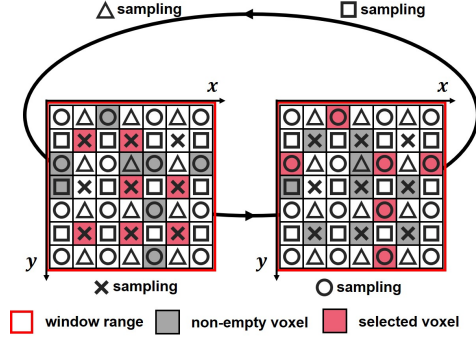 sampling
sampling
x
x
y
y
sampling
sampling
window range
non-empty voxel
selected voxel